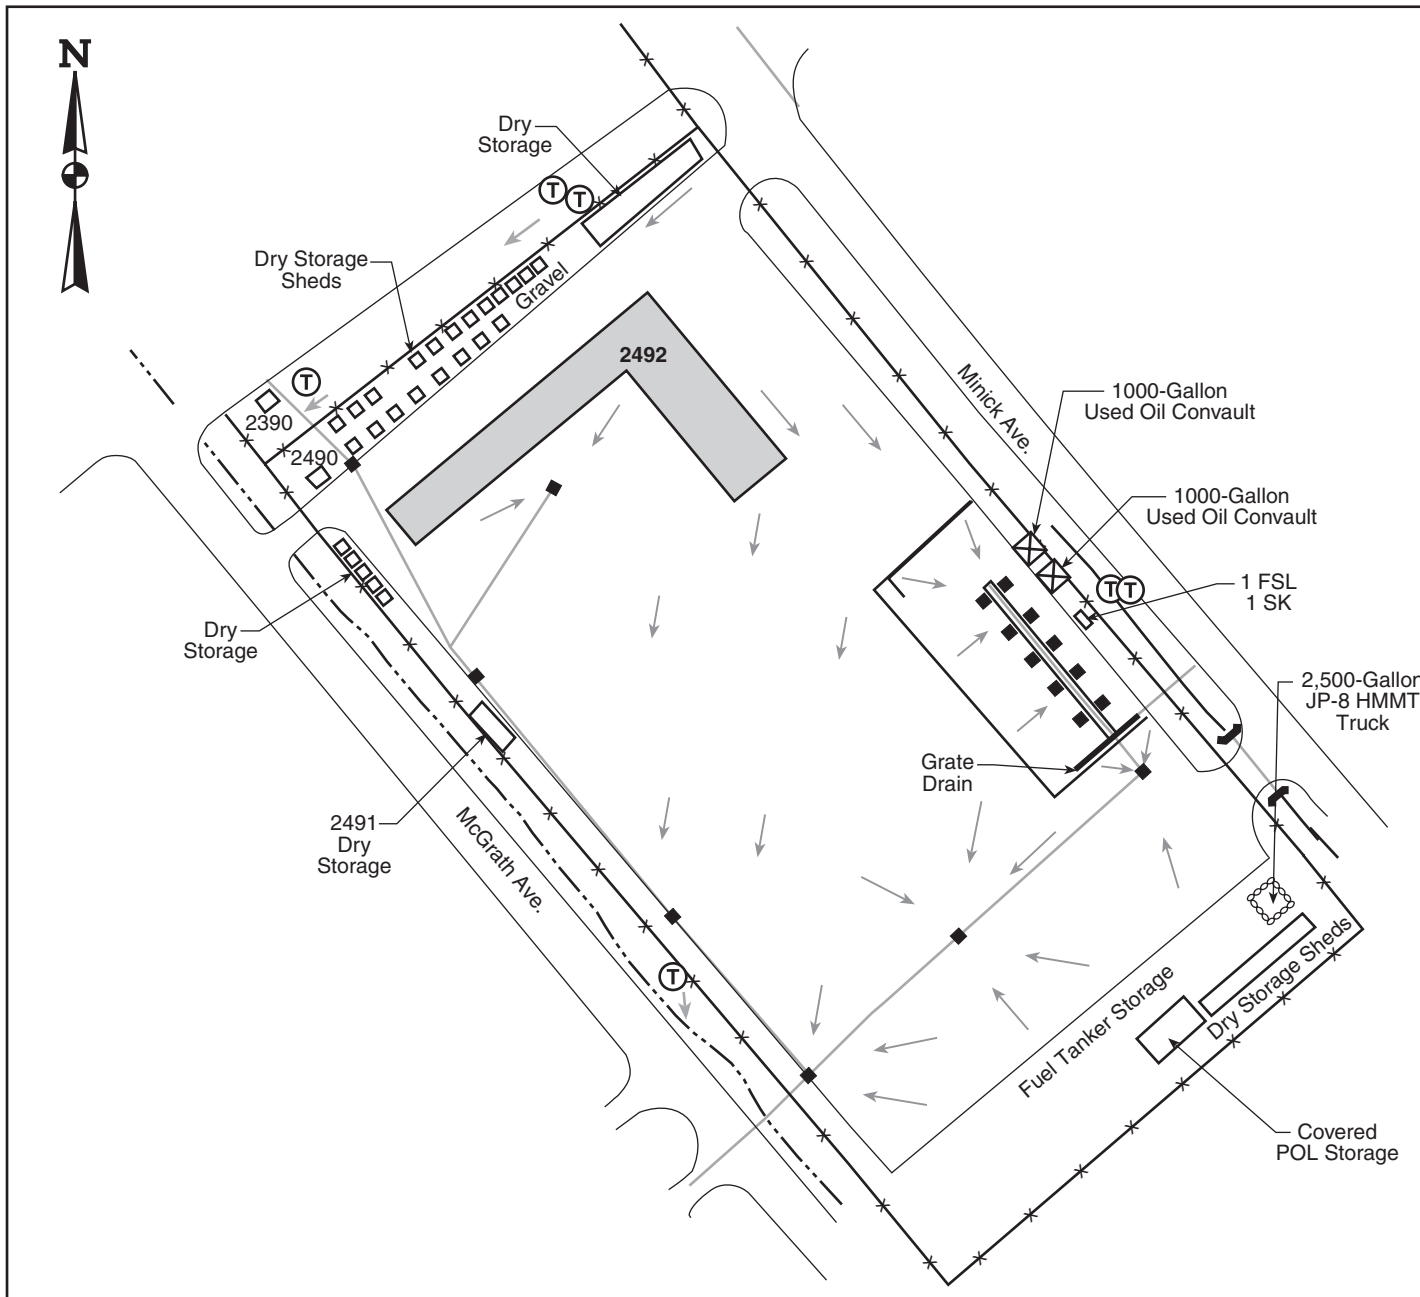 N
Dry
Storage
T
T
Dry Storage
Sheds
Gravel
2492
T
2390
2490
Minick Ave.
1000-Gallon
Used Oil Convault
1000-Gallon
Used Oil Convault
T
T
1 FSL
1 SK
Dry
Storage
2,500-Gallon
JP-8 HMMT
Truck
Grate
Drain
2491
Dry
Storage
McGrath Ave.
T
Fuel Tanker Storage
Dry Storage Sheds
Covered
POL Storage